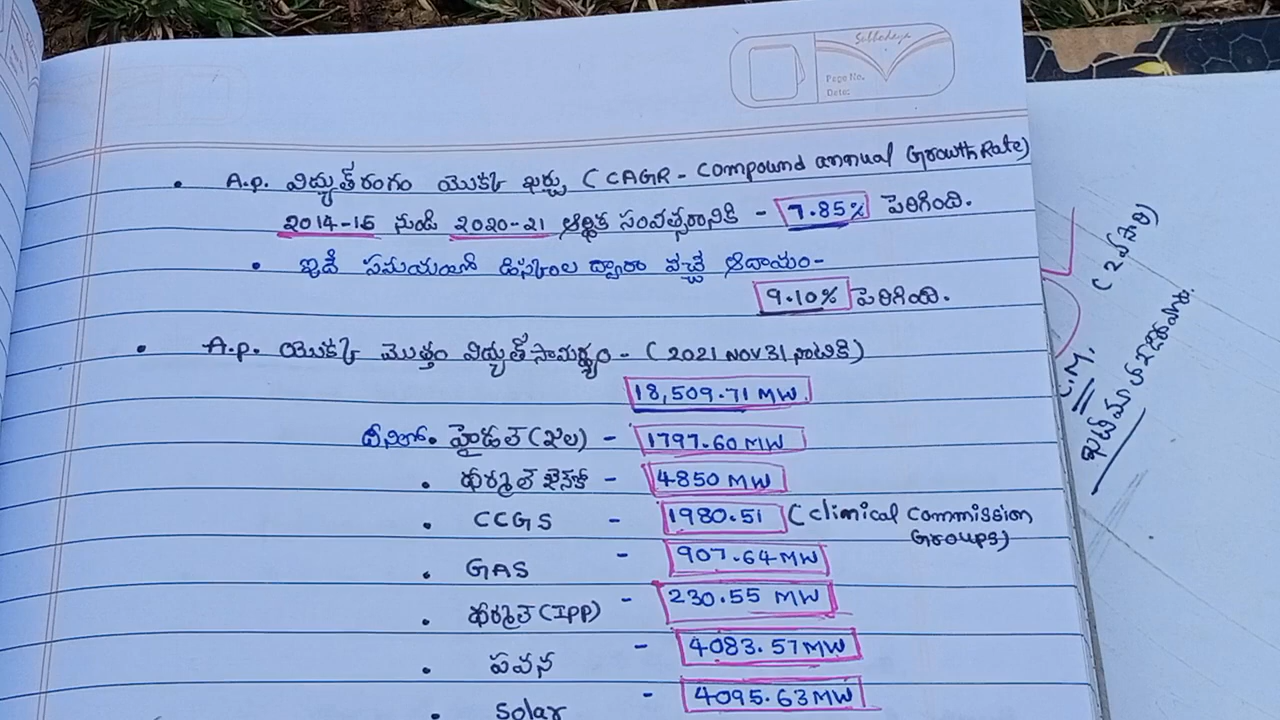 Page No.
Date:
A.p. విద్యుత్ రంగం యొక్క ఖర్చు (CAGR - Compound annual Growth Rate)
2014-15 నుండి 2020-21 ఆర్థిక సంవత్సరానికి - 7.85% పెరిగింది.
• ఇదే సమయంలో డిస్కంల ద్వారా వచ్చే ఆదాయం-
9.10% పెరిగింది.
• A.p. యొక్క మొత్తం విద్యుత్ సామర్థ్యం - (2021 NOV 31 నాటికి)
18,509.71 MW.
దీనిలో • హైడల్ (జల) - 1797.60 MW
• థర్మల్ జెన్‌కో - 4850 MW
• CCGS - 1980.51 (climical Commission
Groups)
• GAS - 907.64 MW
• థర్మల్ (IPP) - 230.55 MW
• పవన - 4083.57 MW
• Solar - 4095.63 MW
(2వ సారి)
C.M.